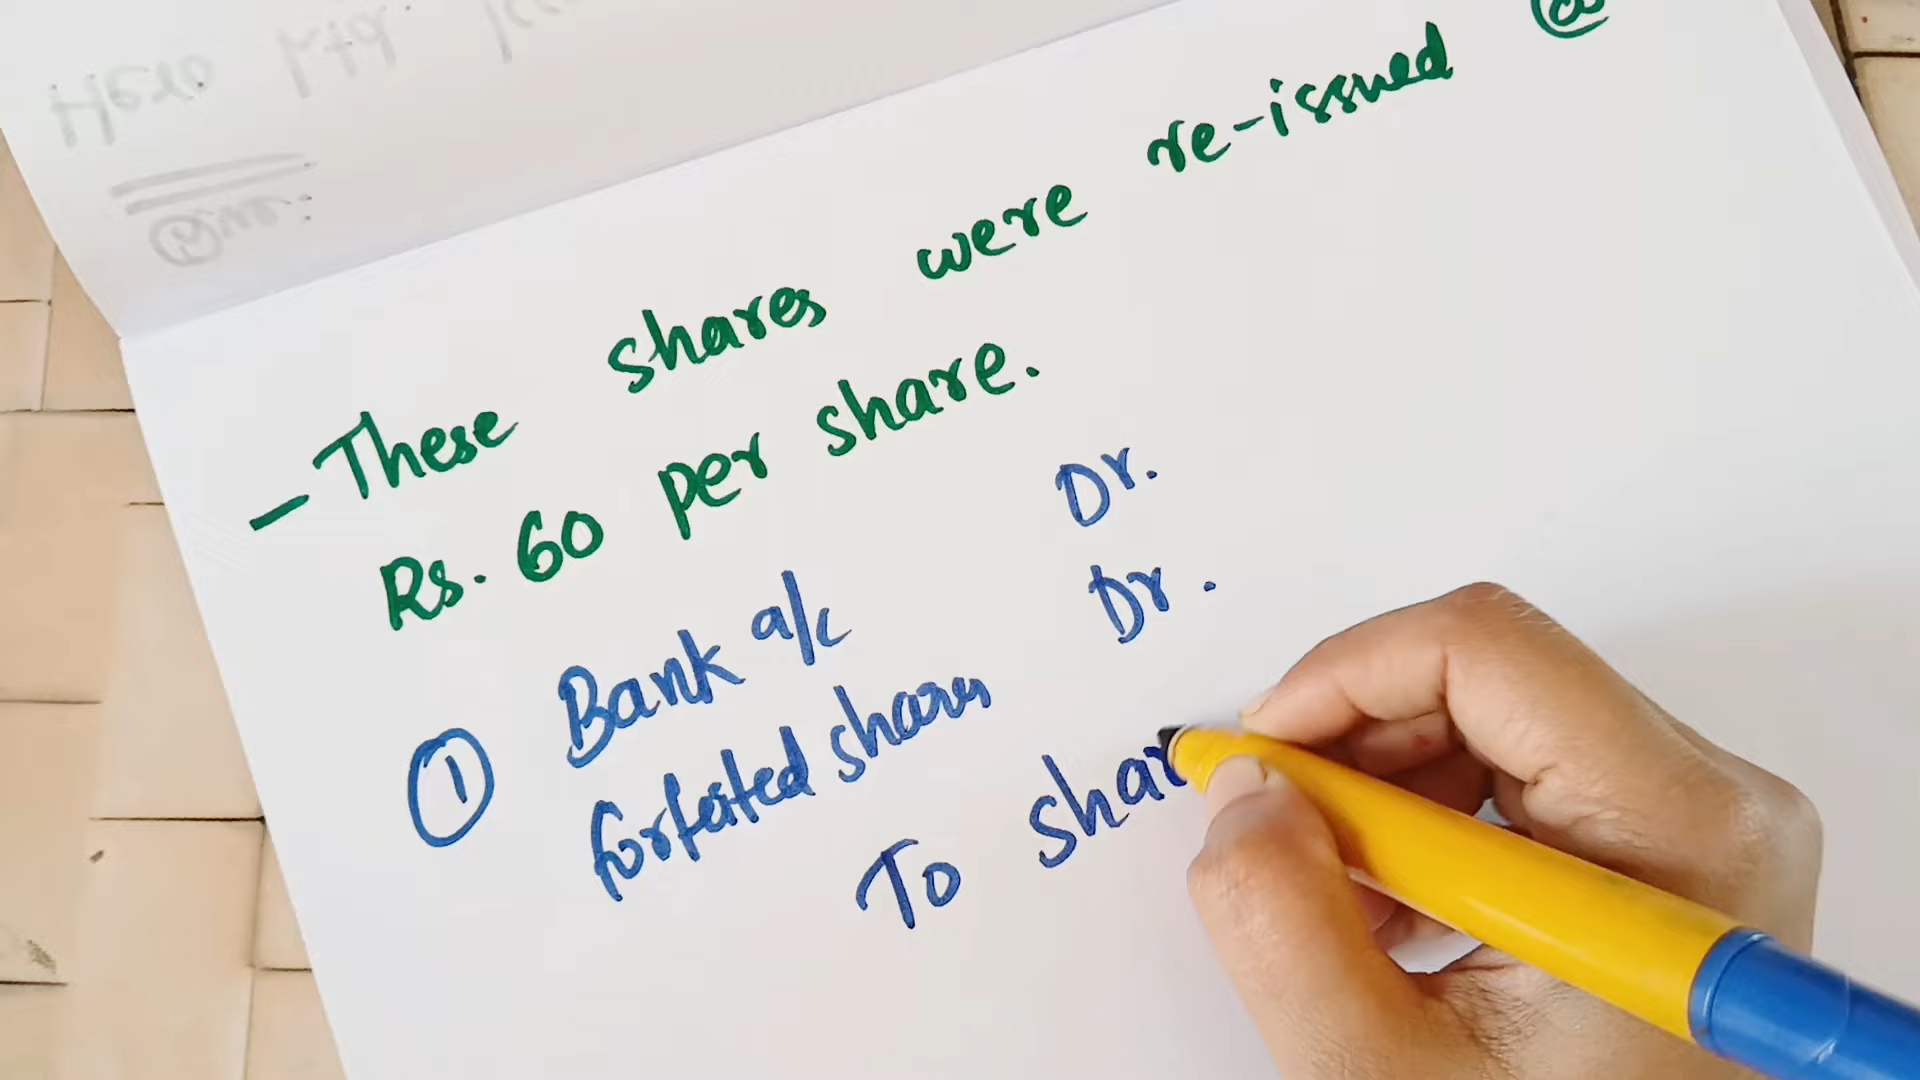 - These shares were re-issued @
Rs. 60 per share.
① Bank a/c Dr.
forfeited shares Dr.
To shar